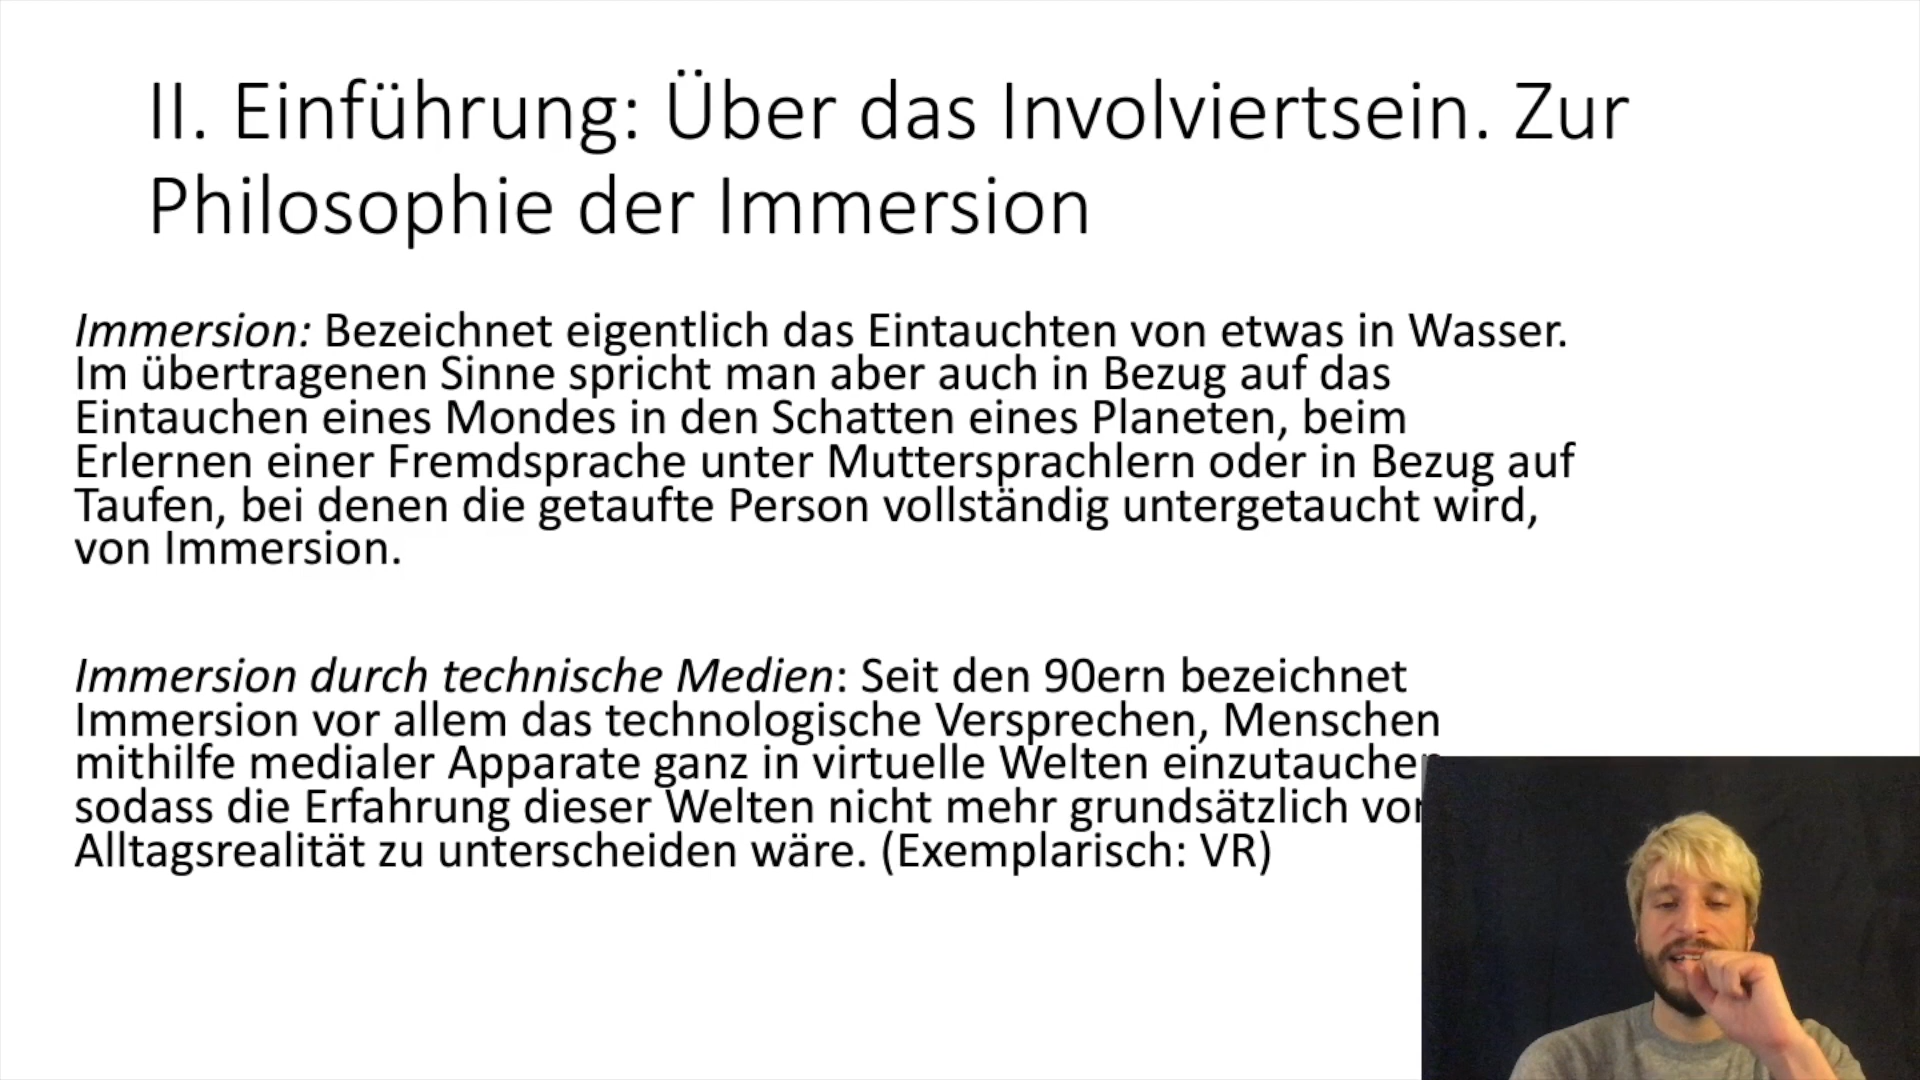 II. Einführung: Über das Involviertsein. Zur
Philosophie der Immersion
Immersion: Bezeichnet eigentlich das Eintauchten von etwas in Wasser.
Im übertragenen Sinne spricht man aber auch in Bezug auf das
Eintauchen eines Mondes in den Schatten eines Planeten, beim
Erlernen einer Fremdsprache unter Muttersprachlern oder in Bezug auf
Taufen, bei denen die getaufte Person vollständig untergetaucht wird,
von Immersion.
Immersion durch technische Medien: Seit den 90ern bezeichnet
Immersion vor allem das technologische Versprechen, Menschen
mithilfe medialer Apparate ganz in virtuelle Welten
sodass die Erfahrung dieser Welten nicht mehr grundsätzlich
Alltagsrealität zu unterscheiden wäre. (Exemplarisch: VR)